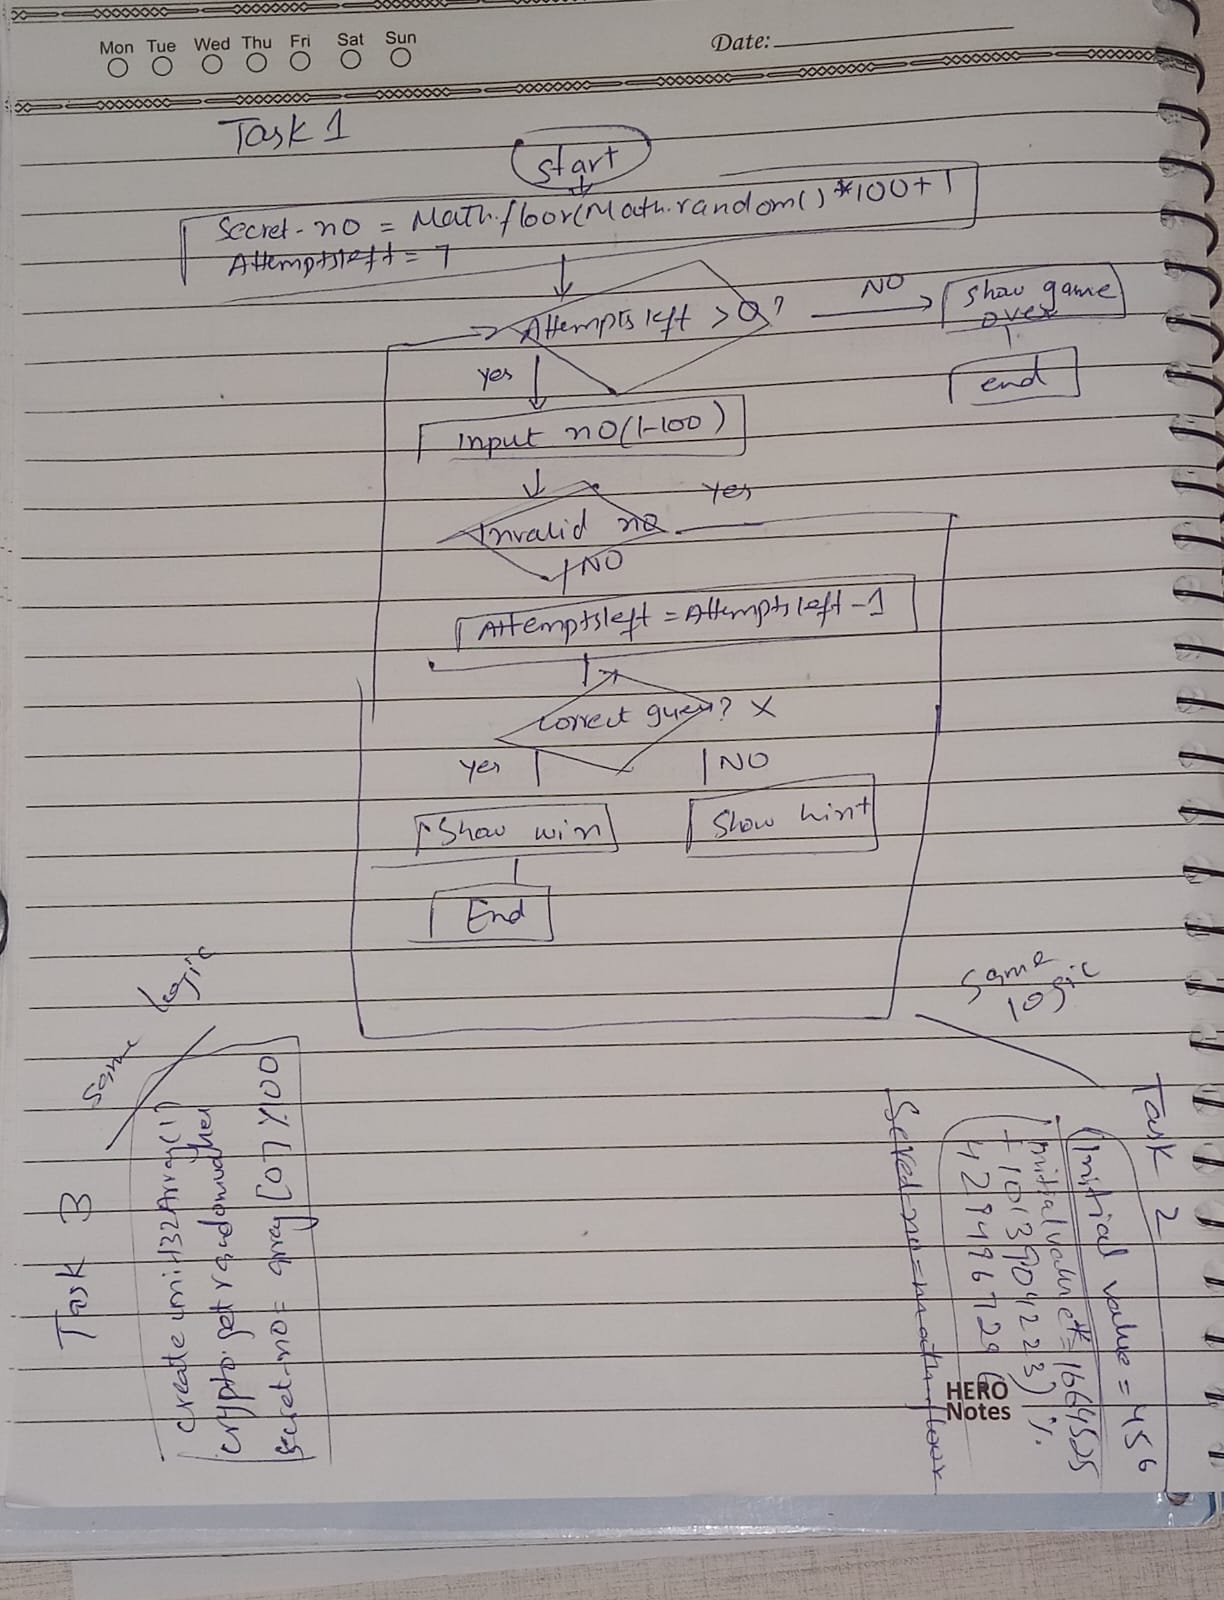 Mon Tue Wed Thu Fri Sat Sun
Date:
Task 1
Start
Secret-no = Math.floor(Math.random() *100+1
Attemptsleft = 7
Attempts left > 0?
NO
Show game
over
end
Yes
Input no(1-100)
Invalid no
Yes
NO
Attemptsleft = Attempts left - 1
Correct guess? X
Yes
NO
Show win
Show hint
End
Same logic
Task 3
create uint32Array(1)
crypto.getrandomvalues
secret-no = array [0] % 100
Same
logic
Task 2
Initial value = 456
(initialvalue * = 1664525
+ 1013904223) %
4294967296
Secret-no = math.floor
HERO
Notes